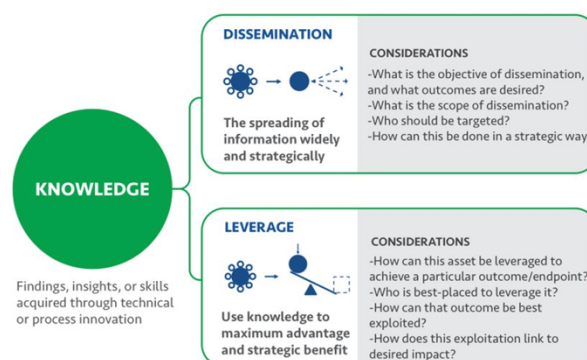 KNOWLEDGE
Findings, insights, or skills
acquired through technical
or process innovation
DISSEMINATION
The spreading of
information widely
and strategically
CONSIDERATIONS
-What is the objective of dissemination,
and what outcomes are desired?
-What is the scope of dissemination?
-Who should be targeted?
-How can this be done in a strategic way
LEVERAGE
Use knowledge to
maximum advantage
and strategic benefit
CONSIDERATIONS
-How can this asset be leveraged to
achieve a particular outcome/endpoint?
-Who is best-placed to leverage it?
-How can that outcome be best
exploited?
-How does this exploitation link to
desired impact?